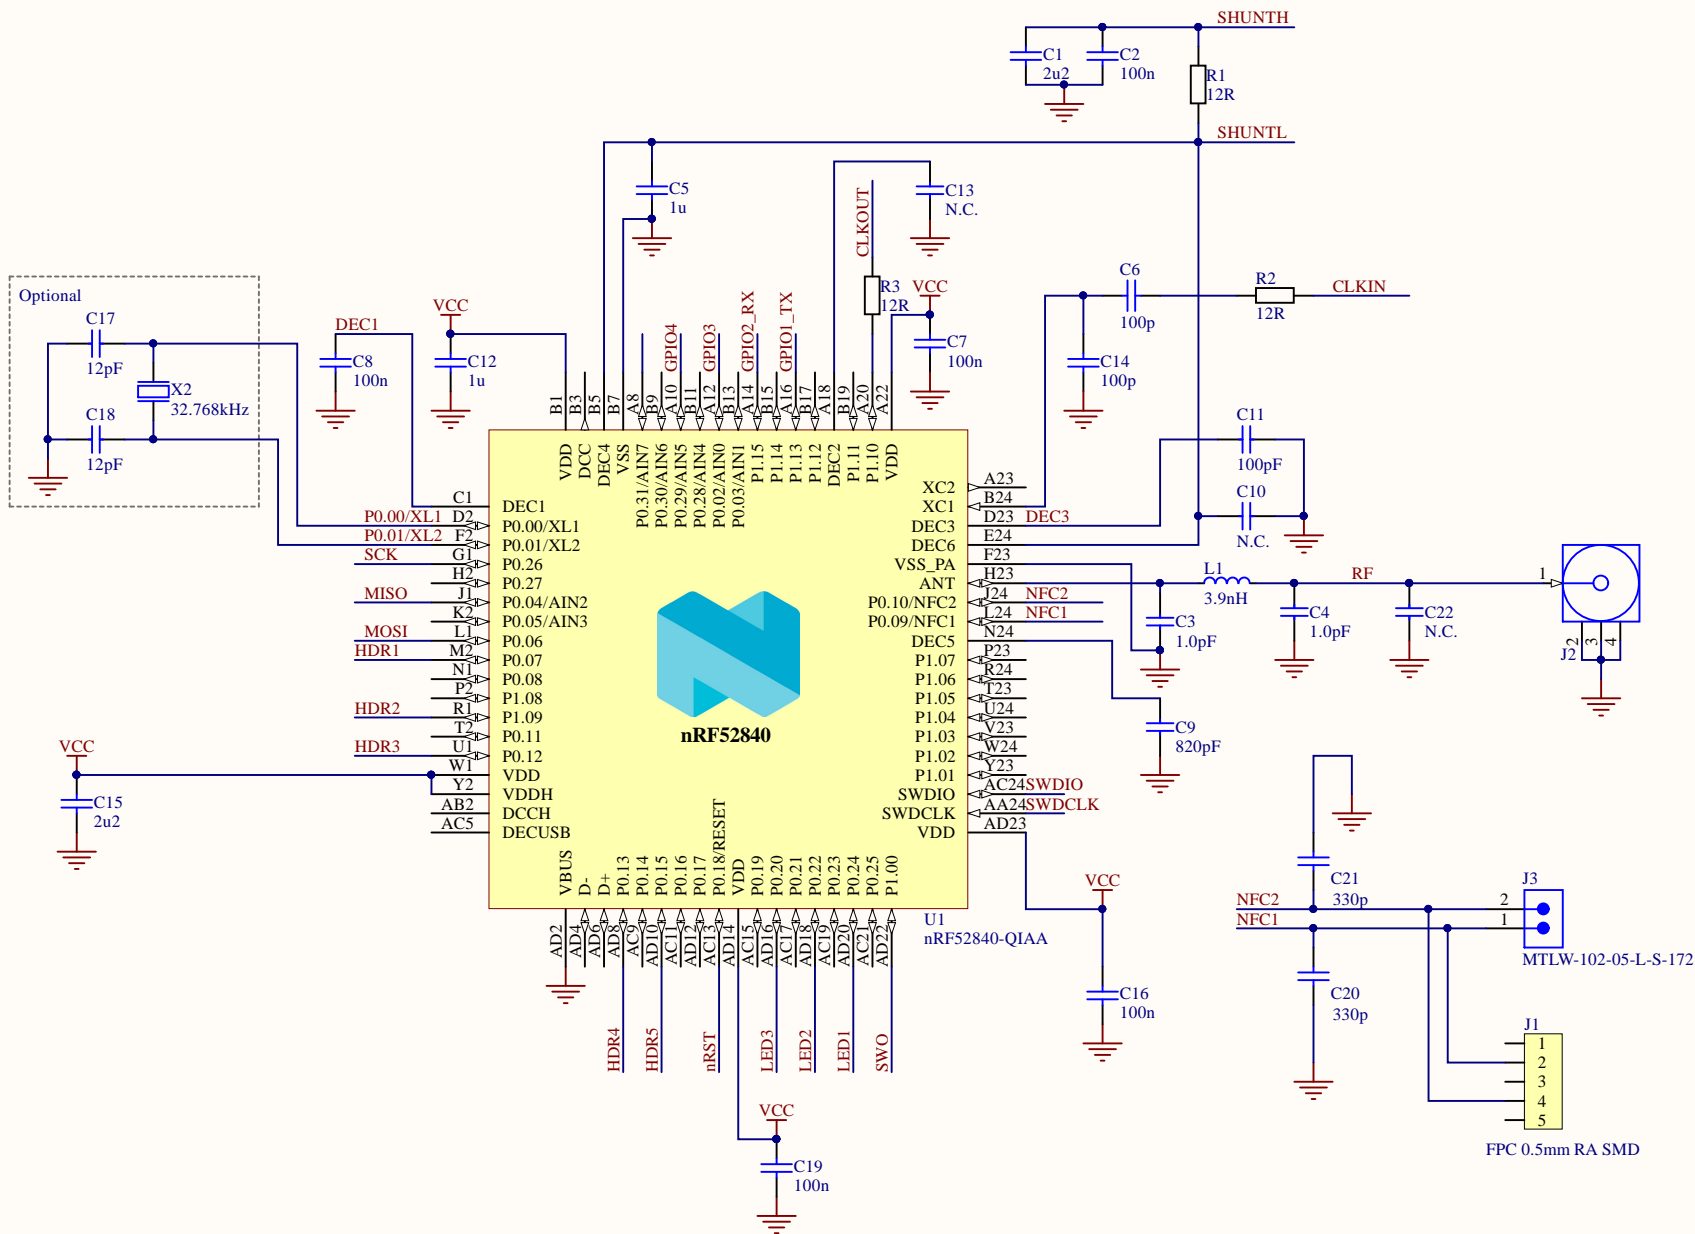 SHUNTH
C1
2u2
C2
100n
R1
12R
SHUNTL
C5
1u
C13
N.C.
CLKOUT
R3
12R
VCC
C7
100n
C6
100p
R2
12R
CLKIN
C14
100p
C11
100pF
C10
N.C.
Optional
C17
12pF
X2
32.768kHz
C18
12pF
DEC1
C8
100n
VCC
C12
1u
GPIO4
GPIO3
GPIO2_RX
GPIO1_TX
B1
B3
B5
B7
A8
B9
A10
B11
A12
B13
A14
B15
A16
B17
A18
B19
A20
A22
VDD
DCC
DEC4
VSS
P0.31/AIN7
P0.30/AIN6
P0.29/AIN5
P0.28/AIN4
P0.02/AIN0
P0.03/AIN1
P1.15
P1.14
P1.13
P1.12
DEC2
P1.11
P1.10
VDD
C1 DEC1
P0.00/XL1 D2 P0.00/XL1
P0.01/XL2 F2 P0.01/XL2
SCK G1 P0.26
H2 P0.27
MISO J1 P0.04/AIN2
K2 P0.05/AIN3
MOSI L1 P0.06
HDR1 M2 P0.07
N1 P0.08
P2 P1.08
HDR2 R1 P1.09
T2 P0.11
HDR3 U1 P0.12
W1 VDD
Y2 VDDH
AB2 DCCH
AC5 DECUSB
VCC
C15
2u2
nRF52840
XC2 A23
XC1 B24
DEC3 D23 DEC3
DEC6 E24
VSS_PA F23
ANT H23
P0.10/NFC2 J24 NFC2
P0.09/NFC1 L24 NFC1
DEC5 N24
P1.07 P23
P1.06 R24
P1.05 T23
P1.04 U24
P1.03 V23
P1.02 W24
P1.01 Y23
SWDIO AC24 SWDIO
SWDCLK AA24 SWDCLK
VDD AD23
L1
3.9nH
RF
C3
1.0pF
C4
1.0pF
C22
N.C.
1
2
3
4
J2
C9
820pF
VBUS
D-
D+
P0.13
P0.14
P0.15
P0.16
P0.17
P0.18/RESET
VDD
P0.19
P0.20
P0.21
P0.22
P0.23
P0.24
P0.25
P1.00
AD2
AD4
AD6
AD8
AC9
AD10
AC11
AD12
AC13
AD14
AC15
AD16
AC17
AD18
AC19
AD20
AC21
AD22
U1
nRF52840-QIAA
HDR4
HDR5
nRST
LED3
LED2
LED1
SWO
VCC
C19
100n
VCC
C16
100n
C21
330p
NFC2
NFC1
C20
330p
J3
2
1
MTLW-102-05-L-S-172
J1
1
2
3
4
5
FPC 0.5mm RA SMD